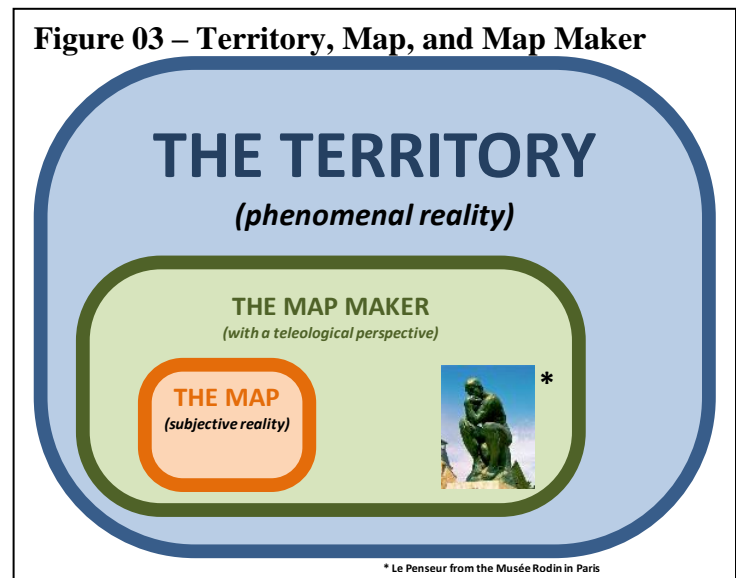 Figure 03 – Territory, Map, and Map Maker
THE TERRITORY
(phenomenal reality)
THE MAP MAKER
(with a teleological perspective)
THE MAP
(subjective reality)
*
* Le Penseur from the Musée Rodin in Paris